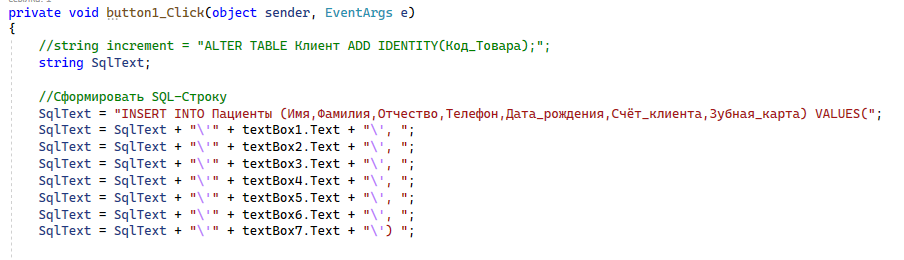 private void button1_Click(object sender, EventArgs e)
{
//string increment = "ALTER TABLE Клиент ADD IDENTITY(Код_Товара);";
string SqlText;
//Сформировать SQL-Строку
SqlText = "INSERT INTO Пациенты (Имя,Фамилия,Отчество,Телефон,Дата_рождения,Счёт_клиента,Зубная_карта) VALUES(";
SqlText = SqlText + "\'" + textBox1.Text + "\', ";
SqlText = SqlText + "\'" + textBox2.Text + "\', ";
SqlText = SqlText + "\'" + textBox3.Text + "\', ";
SqlText = SqlText + "\'" + textBox4.Text + "\', ";
SqlText = SqlText + "\'" + textBox5.Text + "\', ";
SqlText = SqlText + "\'" + textBox6.Text + "\', ";
SqlText = SqlText + "\'" + textBox7.Text + "\') ";